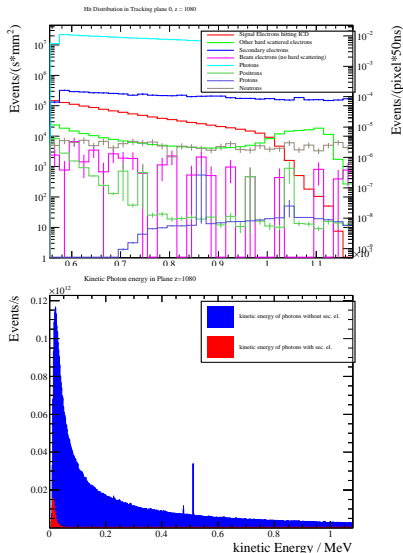 Hit Distribution in Tracking plane 0, z = 1080
Events/(s*mm²)
Events/(pixel*50ns)
Signal Electrons hitting ICD
Other hard scattered electrons
Secondary electrons
Beam electrons (no hard scattering)
Photons
Positrons
Protons
Neutrons
10⁷
10⁶
10⁵
10⁴
10³
10²
10
1
10⁻²
10⁻³
10⁻⁴
10⁻⁵
10⁻⁶
10⁻⁷
10⁻⁸
10⁻⁹
0.6 0.7 0.8 0.9 1 1.1 ×10³
Kinetic Photon energy in Plane z=1080
×10¹²
Events/s
kinetic energy of photons without sec. el.
kinetic energy of photons with sec. el.
0.12
0.1
0.08
0.06
0.04
0.02
0 0.2 0.4 0.6 0.8 1
kinetic Energy / MeV